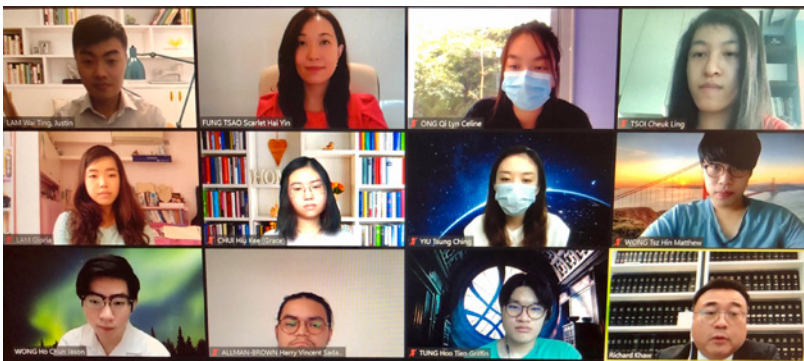 LAM Wai Ting, Justin
FUNG TSAO Scarlet Hai Yin
ONG Qi Lyn Celine
TSOI Cheuk Ling
LAM Gloria
CHUI Hiu Kee (Grace)
YIU Tsung Ching
WONG Tsz Hin Matthew
WONG Ho Chun Jason
ALLMAN-BROWN Harry Vincent Sada...
TUNG Hoo Tien Griffin
Richard Khaw